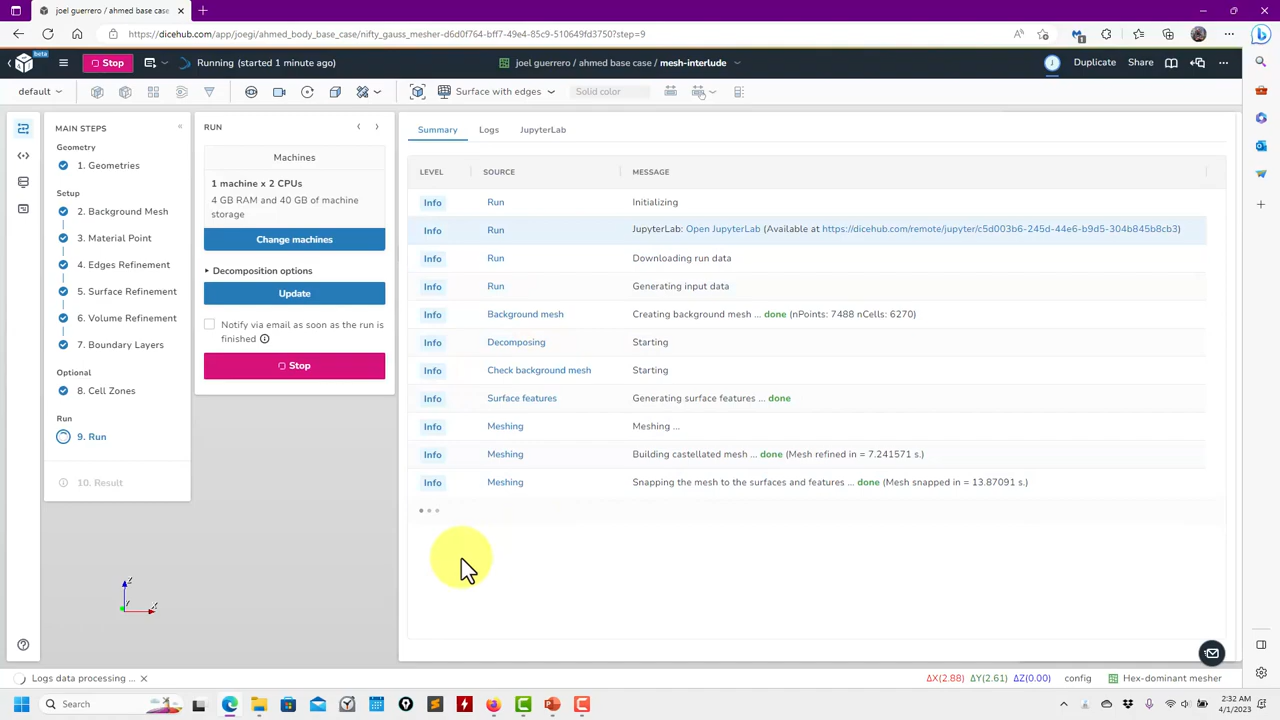 joel guerrero / ahmed base case
https://dicehub.com/app/joegi/ahmed_body_base_case/nifty_gauss_mesher-d6d0f764-bff7-49e4-85c9-510649fd3750?step=9
beta
Stop
Running (started 1 minute ago)
joel guerrero / ahmed base case / mesh-interlude
J
Duplicate
Share
default
Surface with edges
Solid color
MAIN STEPS
Geometry
1. Geometries
Setup
2. Background Mesh
3. Material Point
4. Edges Refinement
5. Surface Refinement
6. Volume Refinement
7. Boundary Layers
Optional
8. Cell Zones
Run
9. Run
10. Result
RUN
Machines
1 machine x 2 CPUs
4 GB RAM and 40 GB of machine
storage
Change machines
Decomposition options
Update
Notify via email as soon as the run is
finished
Stop
Summary
Logs
JupyterLab
LEVEL SOURCE MESSAGE
Info Run Initializing
Info Run JupyterLab: Open JupyterLab (Available at https://dicehub.com/remote/jupyter/c5d003b6-245d-44e6-b9d5-304b845b8cb3)
Info Run Downloading run data
Info Run Generating input data
Info Background mesh Creating background mesh ... done (nPoints: 7488 nCells: 6270)
Info Decomposing Starting
Info Check background mesh Starting
Info Surface features Generating surface features ... done
Info Meshing Meshing ...
Info Meshing Building castellated mesh ... done (Mesh refined in = 7.241571 s.)
Info Meshing Snapping the mesh to the surfaces and features ... done (Mesh snapped in = 13.87091 s.)
Z
Y
X
Logs data processing ...
ΔX(2.88) ΔY(2.61) ΔZ(0.00) config Hex-dominant mesher
Search
2:32 AM
4/1/2023